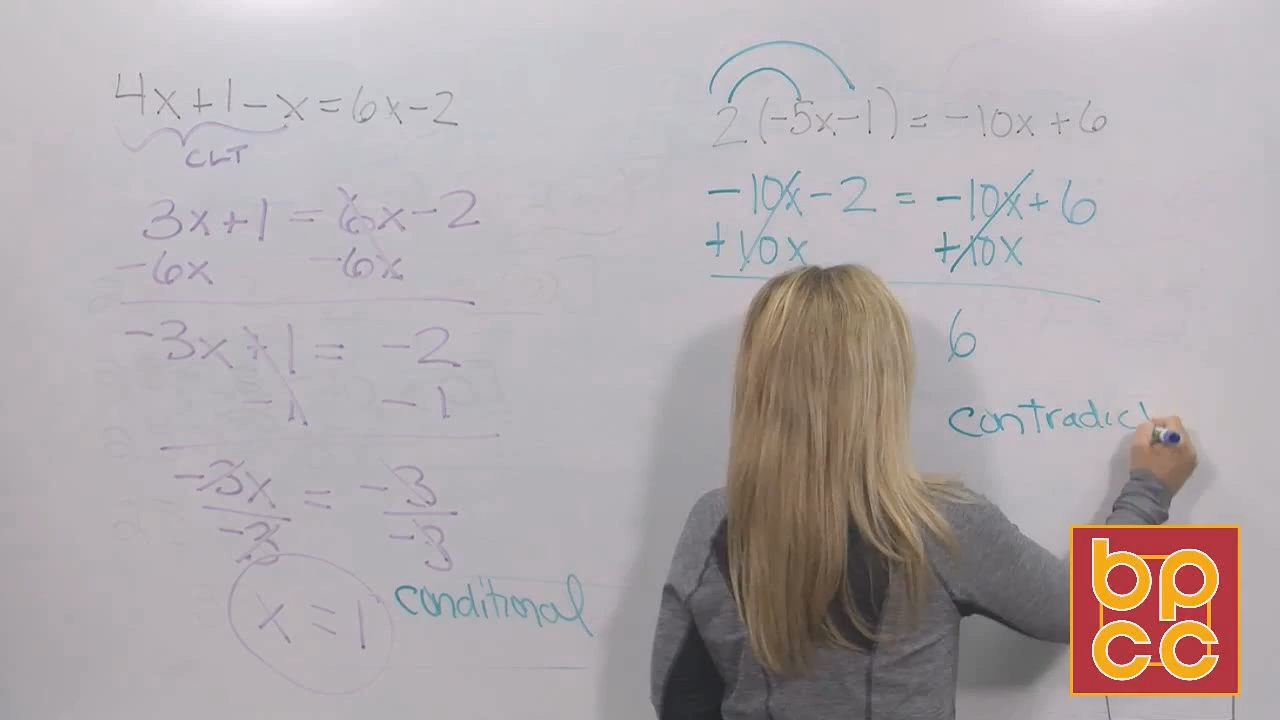 4x+1-x=6x-2
CLT
3x+1=6x-2
-6x -6x
-3x+1= -2
-1 -1
-3x = -3
-3 -3
x=1 conditional
2(-5x-1)=-10x+6
-10x-2=-10x+6
+10x +10x
6
contradict
bp
cc